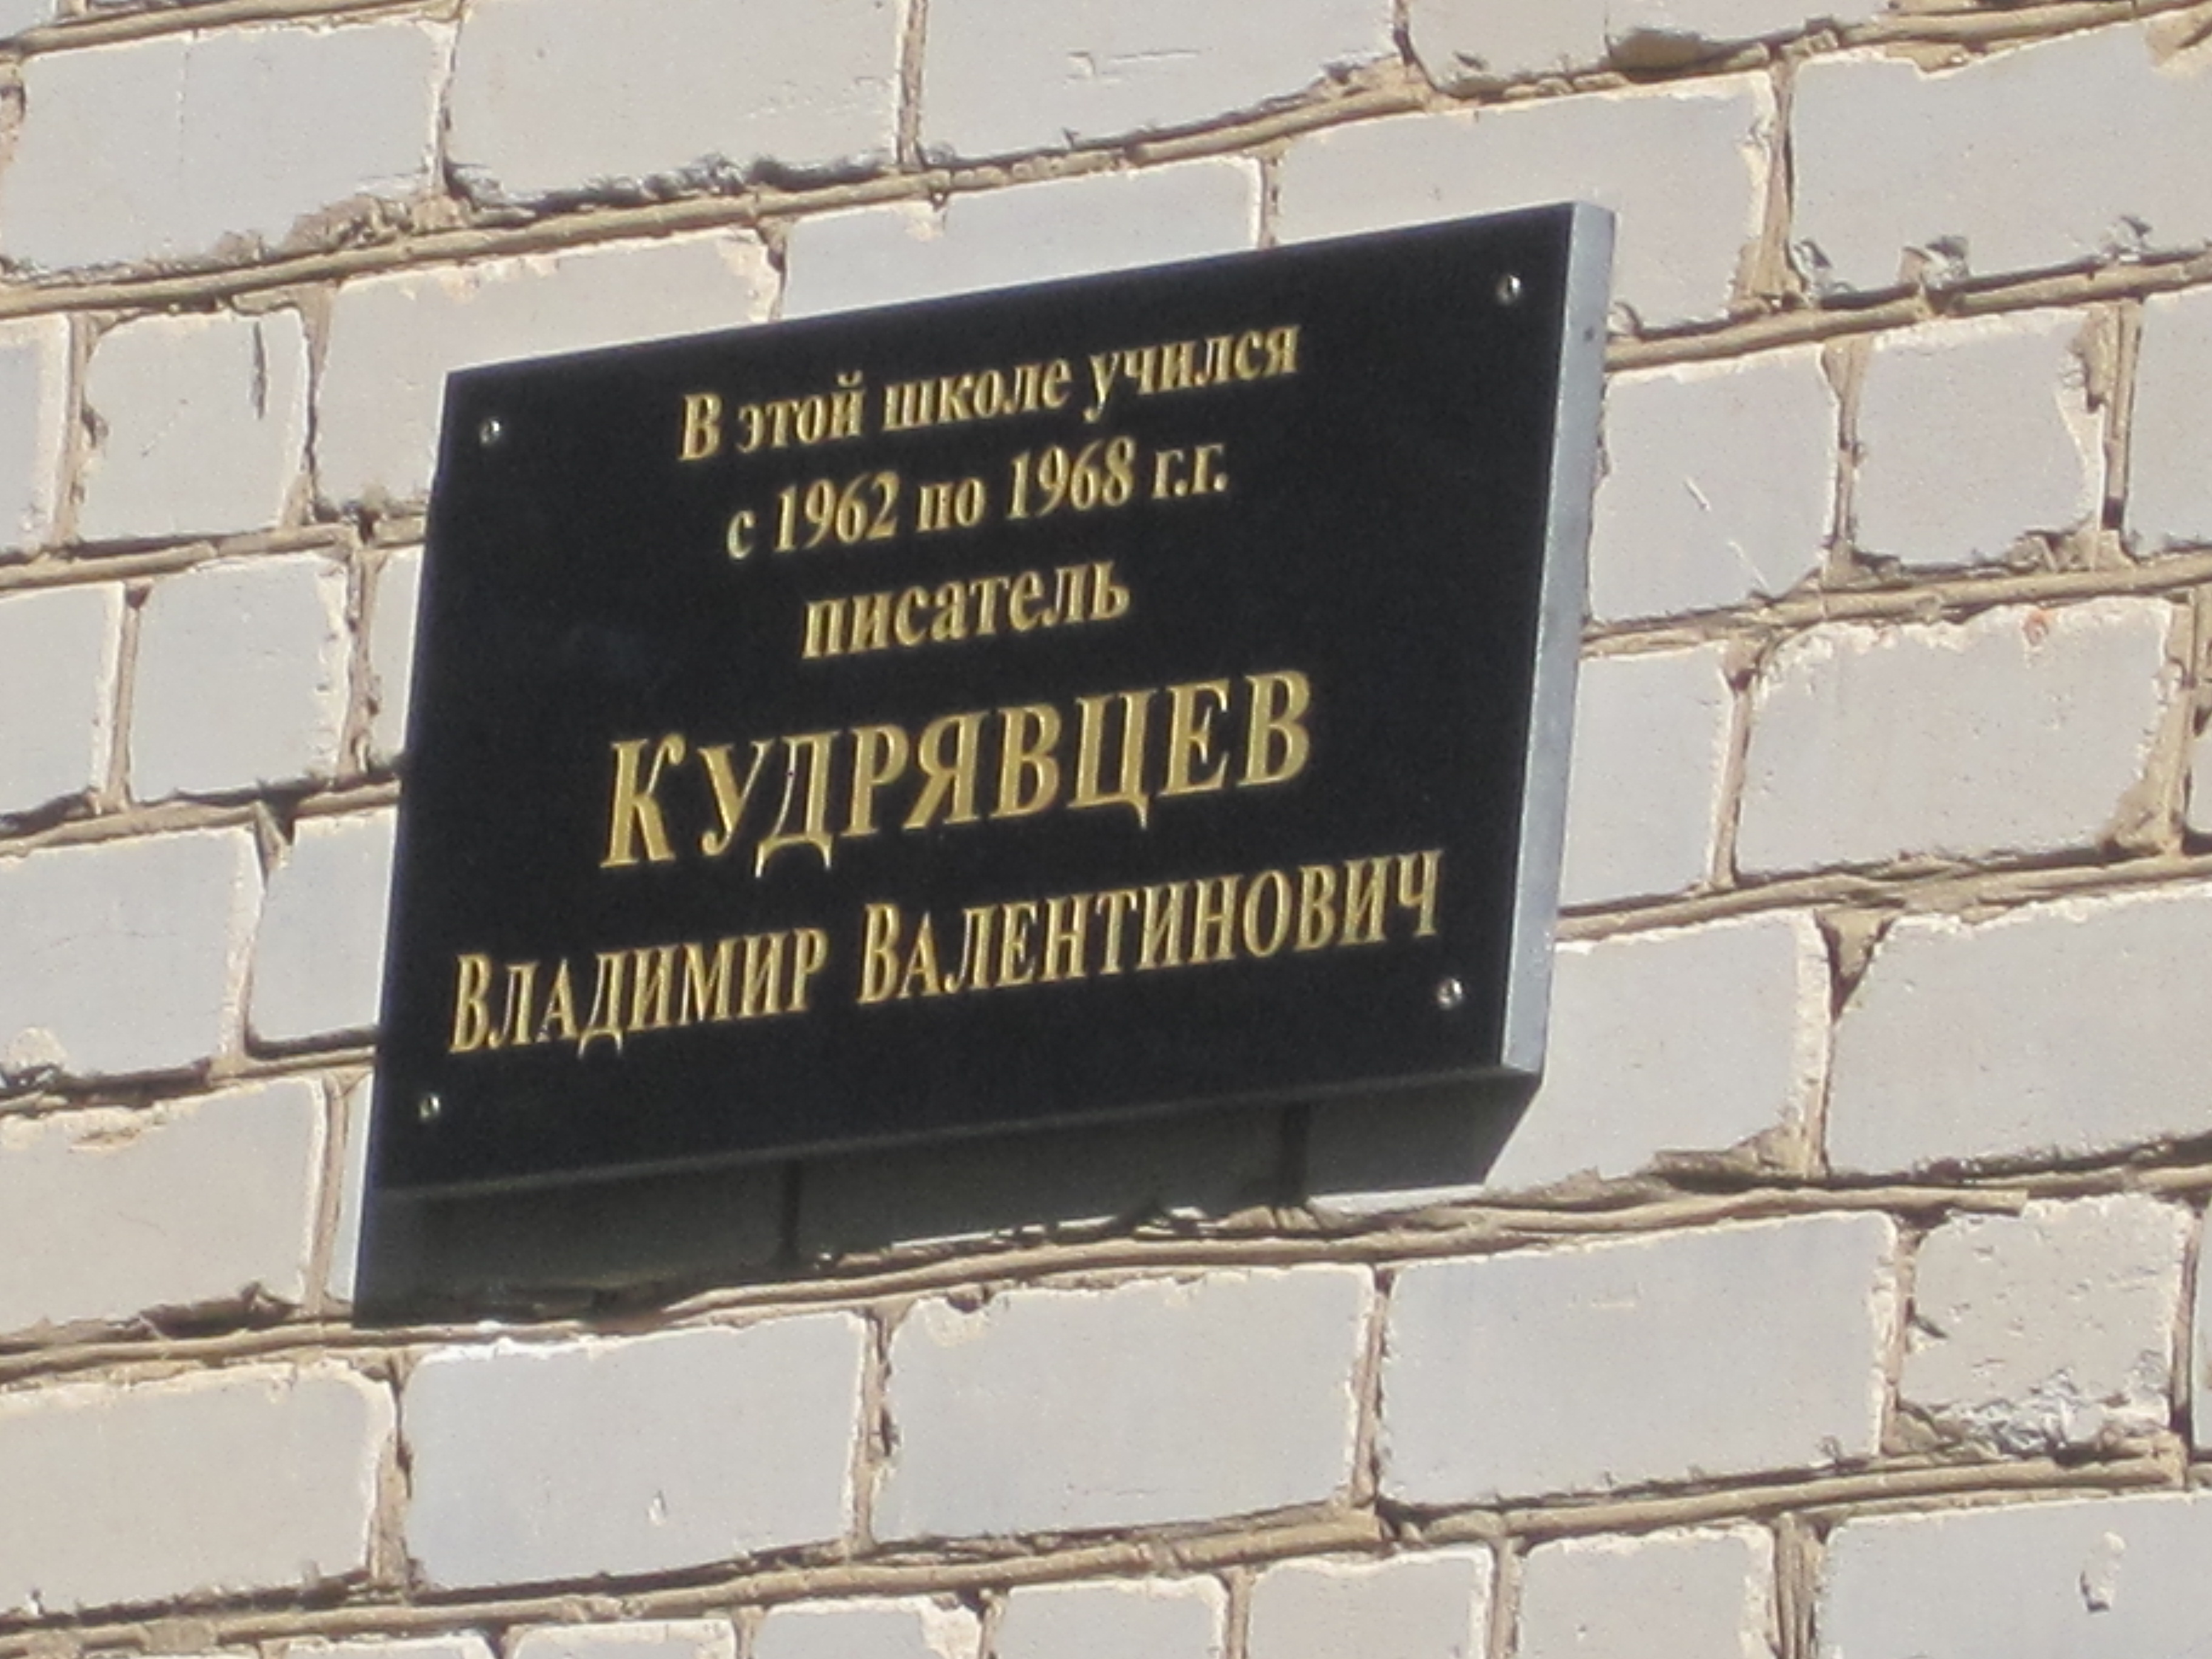 В этой школе учился
с 1962 по 1968 г.г.
писатель
КУДРЯВЦЕВ
ВЛАДИМИР ВАЛЕНТИНОВИЧ